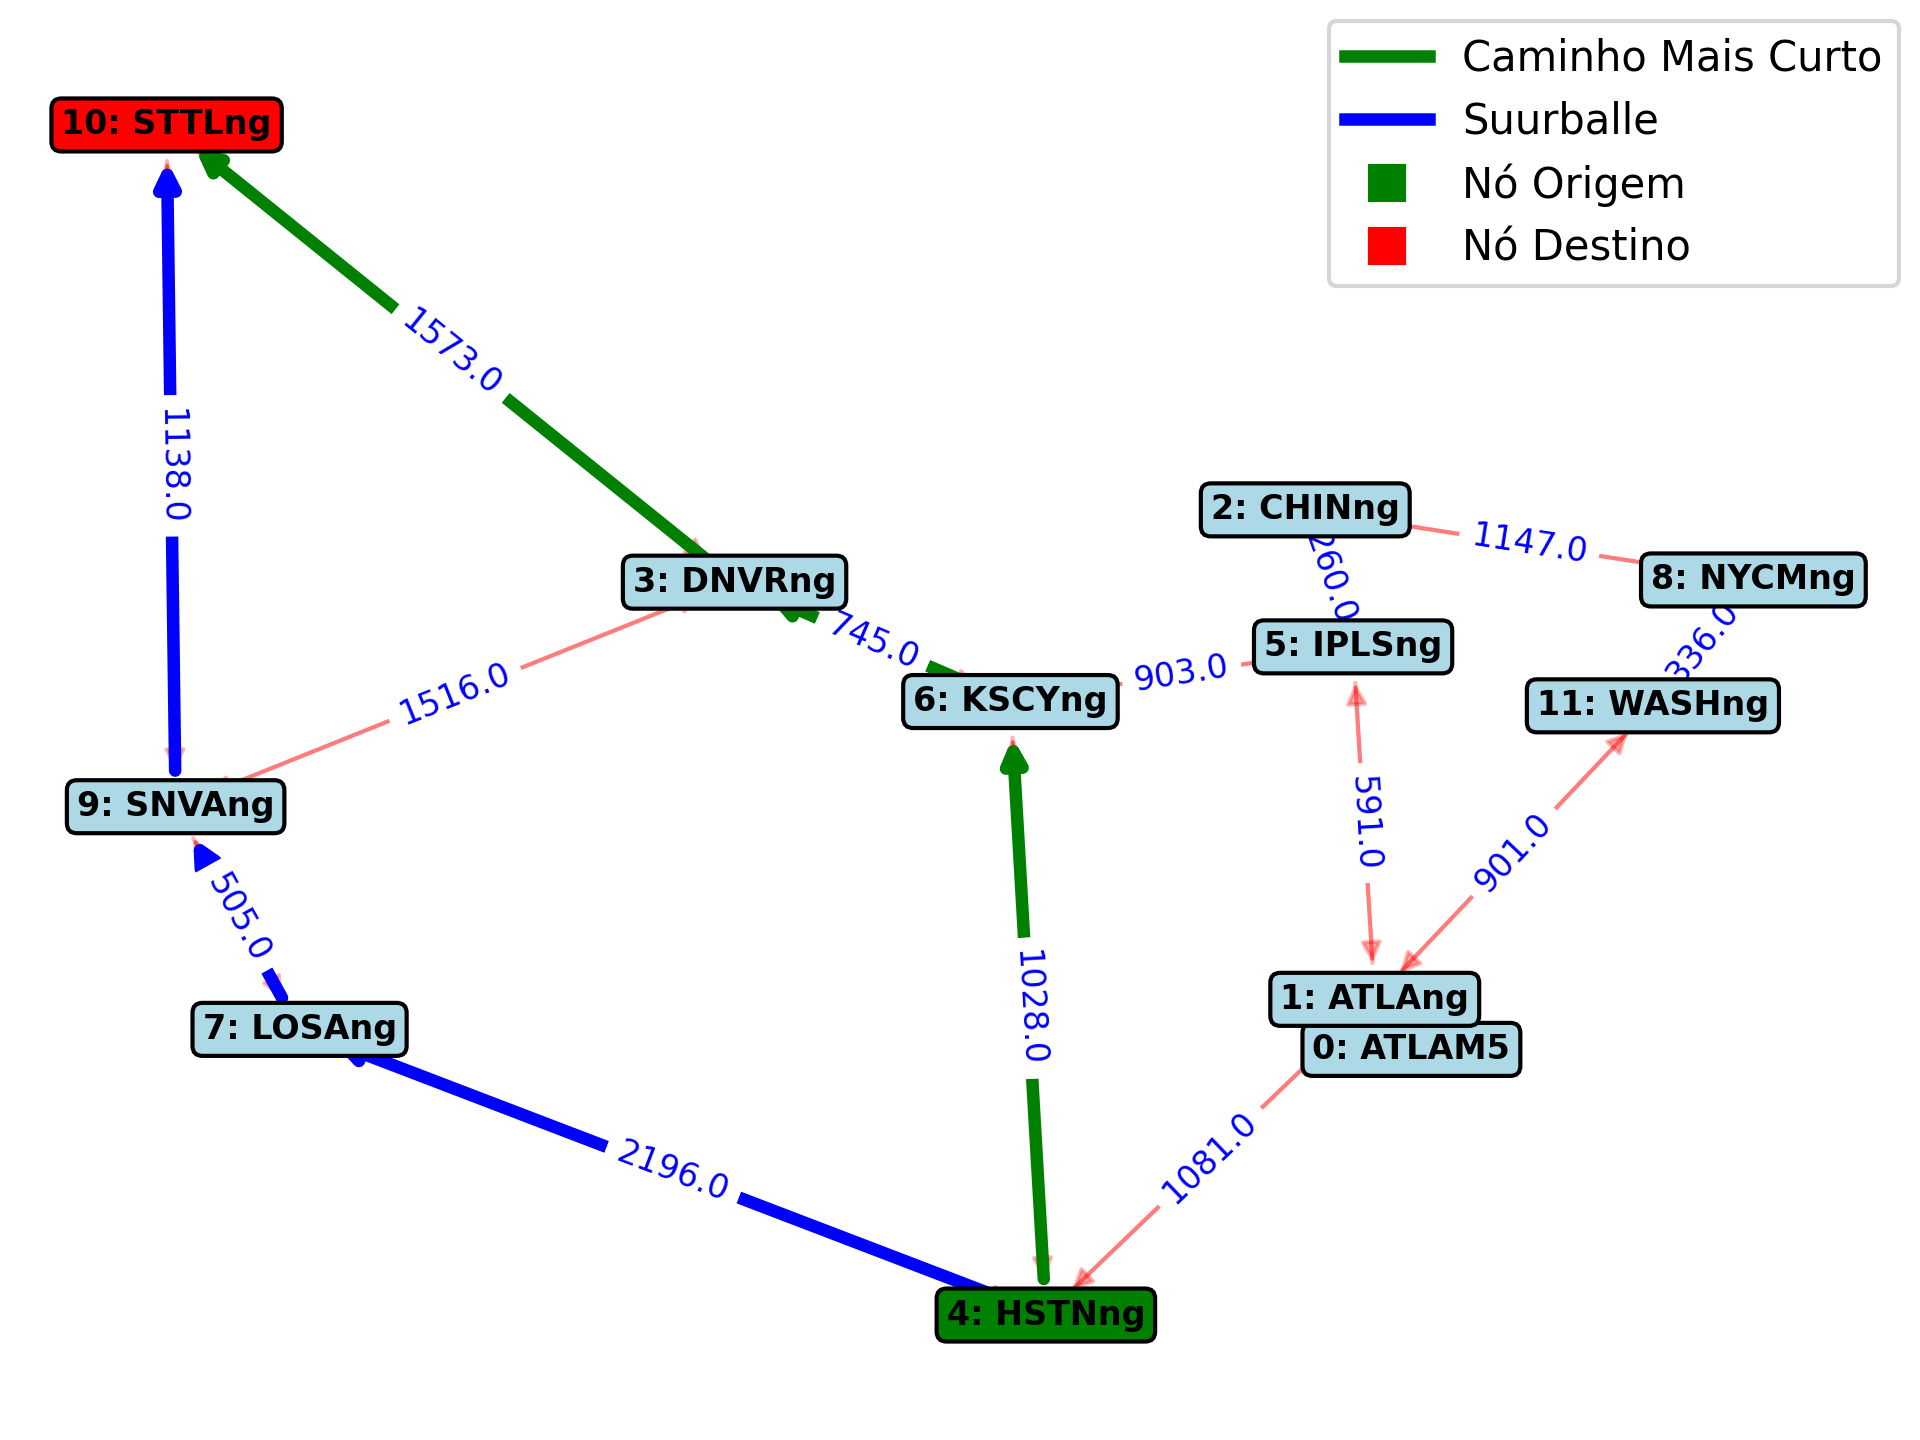 Caminho Mais Curto
Suurballe
Nó Origem
Nó Destino
10: STTLng
1573.0
1138.0
2: CHINng
1147.0
260.0
3: DNVRng
8: NYCMng
745.0
5: IPLSng
336.0
1516.0
903.0
6: KSCYng
11: WASHng
9: SNVAng
591.0
901.0
505.0
1028.0
1: ATLAng
7: LOSAng
0: ATLAM5
2196.0
1081.0
4: HSTNng